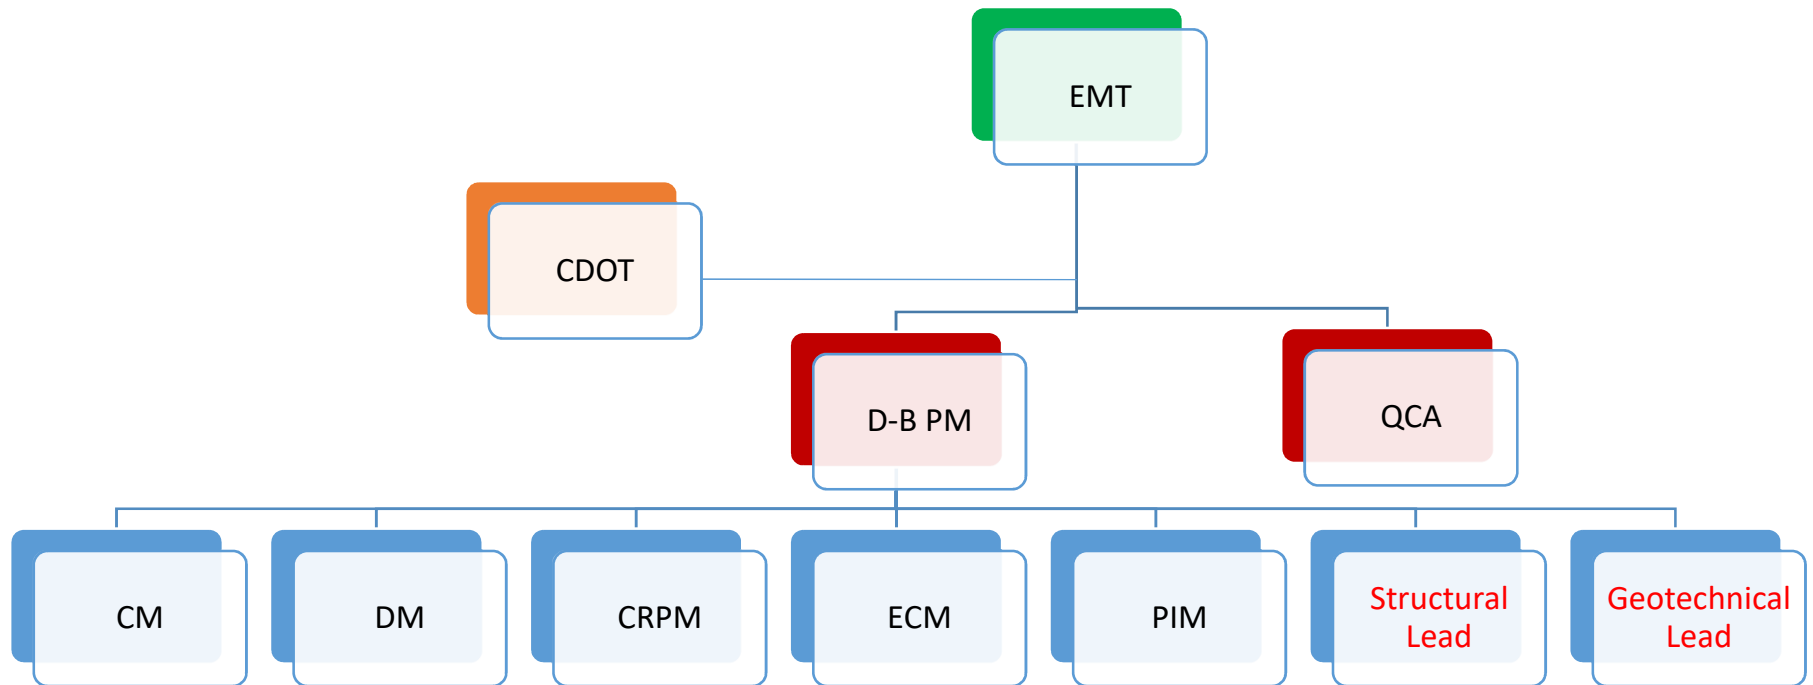 EMT
CDOT
D-B PM
QCA
CM
DM
CRPM
ECM
PIM
Structural
Lead
Geotechnical
Lead